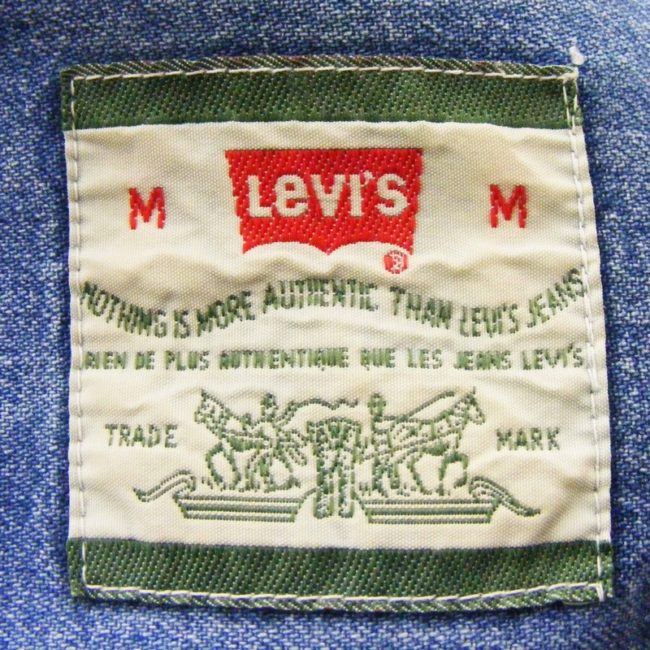 LEVI'S
M M
®
NOTHING IS MORE AUTHENTIC THAN LEVI'S JEANS
RIEN DE PLUS AUTHENTIQUE QUE LES JEANS LEVI'S
TRADE MARK